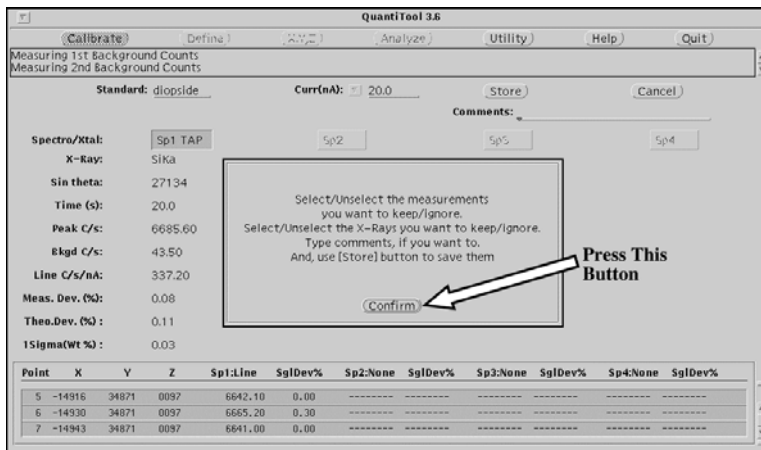 QuantiTool 3.6
Calibrate Define X,Y,Z Analyze Utility Help Quit
Measuring 1st Background Counts
Measuring 2nd Background Counts
Standard: diopside Curr(nA): 20.0 Store Cancel
Comments:
Spectro/Xtal: Sp1 TAP Sp2 Sp5 Sp4
X-Ray: SiKa
Sin theta: 27134
Time (s): 20.0
Peak C/s: 6685.60
Bkgd C/s: 43.50
Line C/s/nA: 337.20
Meas. Dev. (%): 0.08
Theo.Dev. (%) : 0.11
1Sigma(Wt %) : 0.03
Select/Unselect the measurements
you want to keep/ignore.
Select/Unselect the X-Rays you want to keep/ignore.
Type comments, if you want to.
And, use [Store] button to save them
Confirm
Press This
Button
Point X Y Z Sp1:Line SglDev% Sp2:None SglDev% Sp3:None SglDev% Sp4:None SglDev%
5 -14916 34871 0097 6642.10 0.00 -------- -------- -------- -------- -------- --------
6 -14930 34871 0097 6665.20 0.30 -------- -------- -------- -------- -------- --------
7 -14943 34871 0097 6641.00 0.00 -------- -------- -------- -------- -------- --------